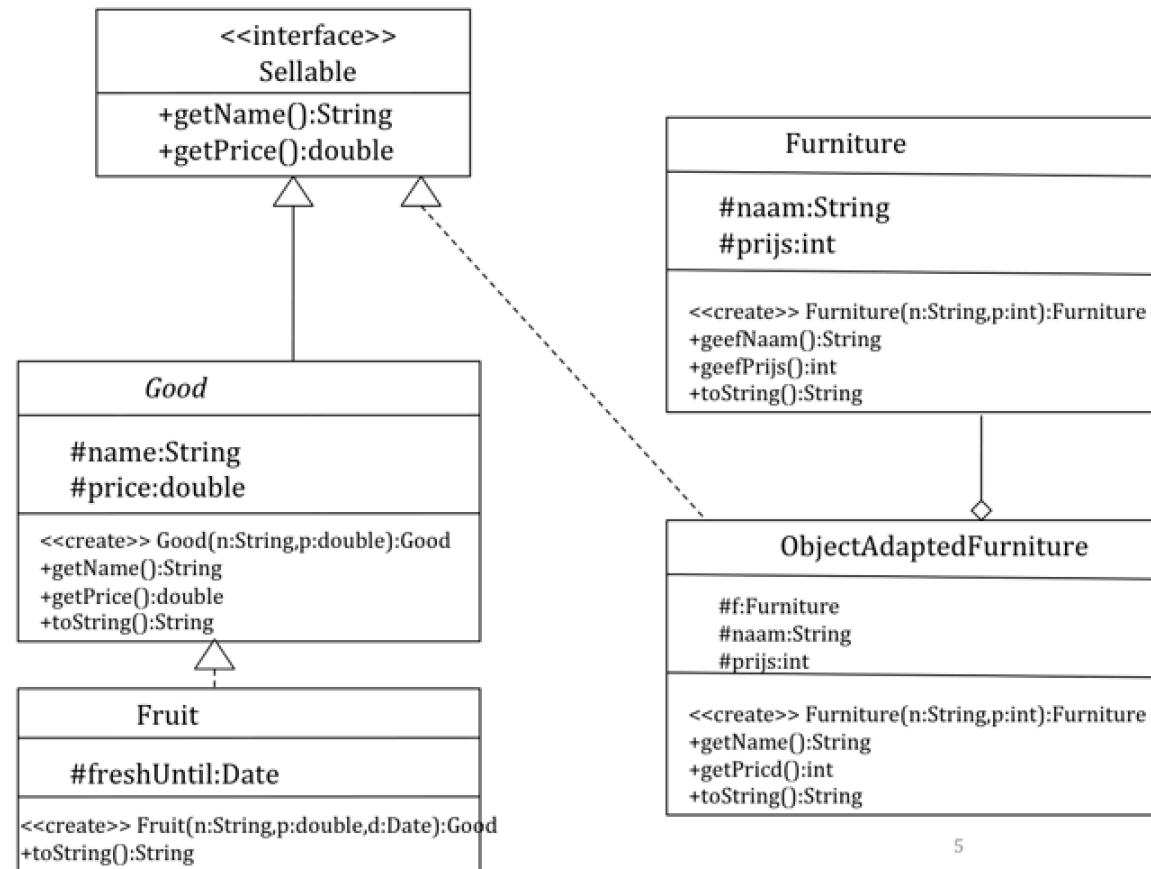 <<interface>>
Sellable
+getName():String
+getPrice():double
Good
#name:String
#price:double
<<create>> Good(n:String,p:double):Good
+getName():String
+getPrice():double
+toString():String
Fruit
#freshUntil:Date
<<create>> Fruit(n:String,p:double,d:Date):Good
+toString():String
Furniture
#naam:String
#prijs:int
<<create>> Furniture(n:String,p:int):Furniture
+geefNaam():String
+geefPrijs():int
+toString():String
ObjectAdaptedFurniture
#f:Furniture
#naam:String
#prijs:int
<<create>> Furniture(n:String,p:int):Furniture
+getName():String
+getPricd():int
+toString():String
5